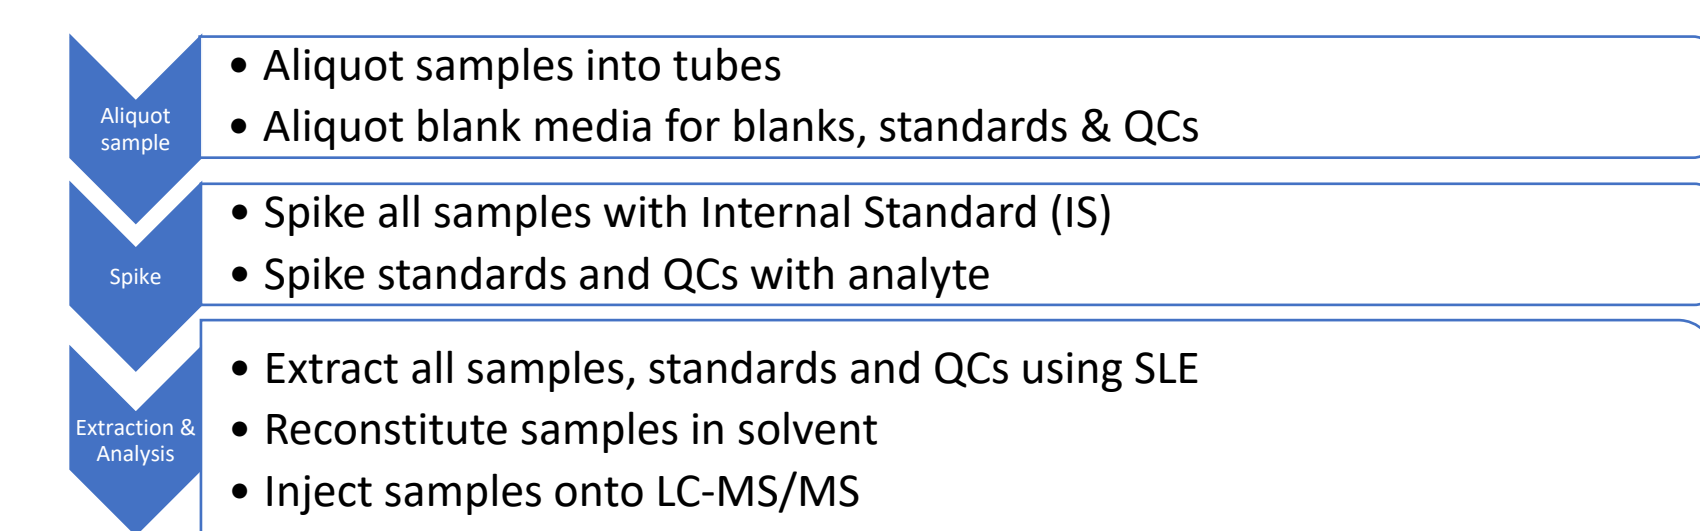 Aliquot
sample
• Aliquot samples into tubes
• Aliquot blank media for blanks, standards & QCs
Spike
• Spike all samples with Internal Standard (IS)
• Spike standards and QCs with analyte
Extraction &
Analysis
• Extract all samples, standards and QCs using SLE
• Reconstitute samples in solvent
• Inject samples onto LC-MS/MS